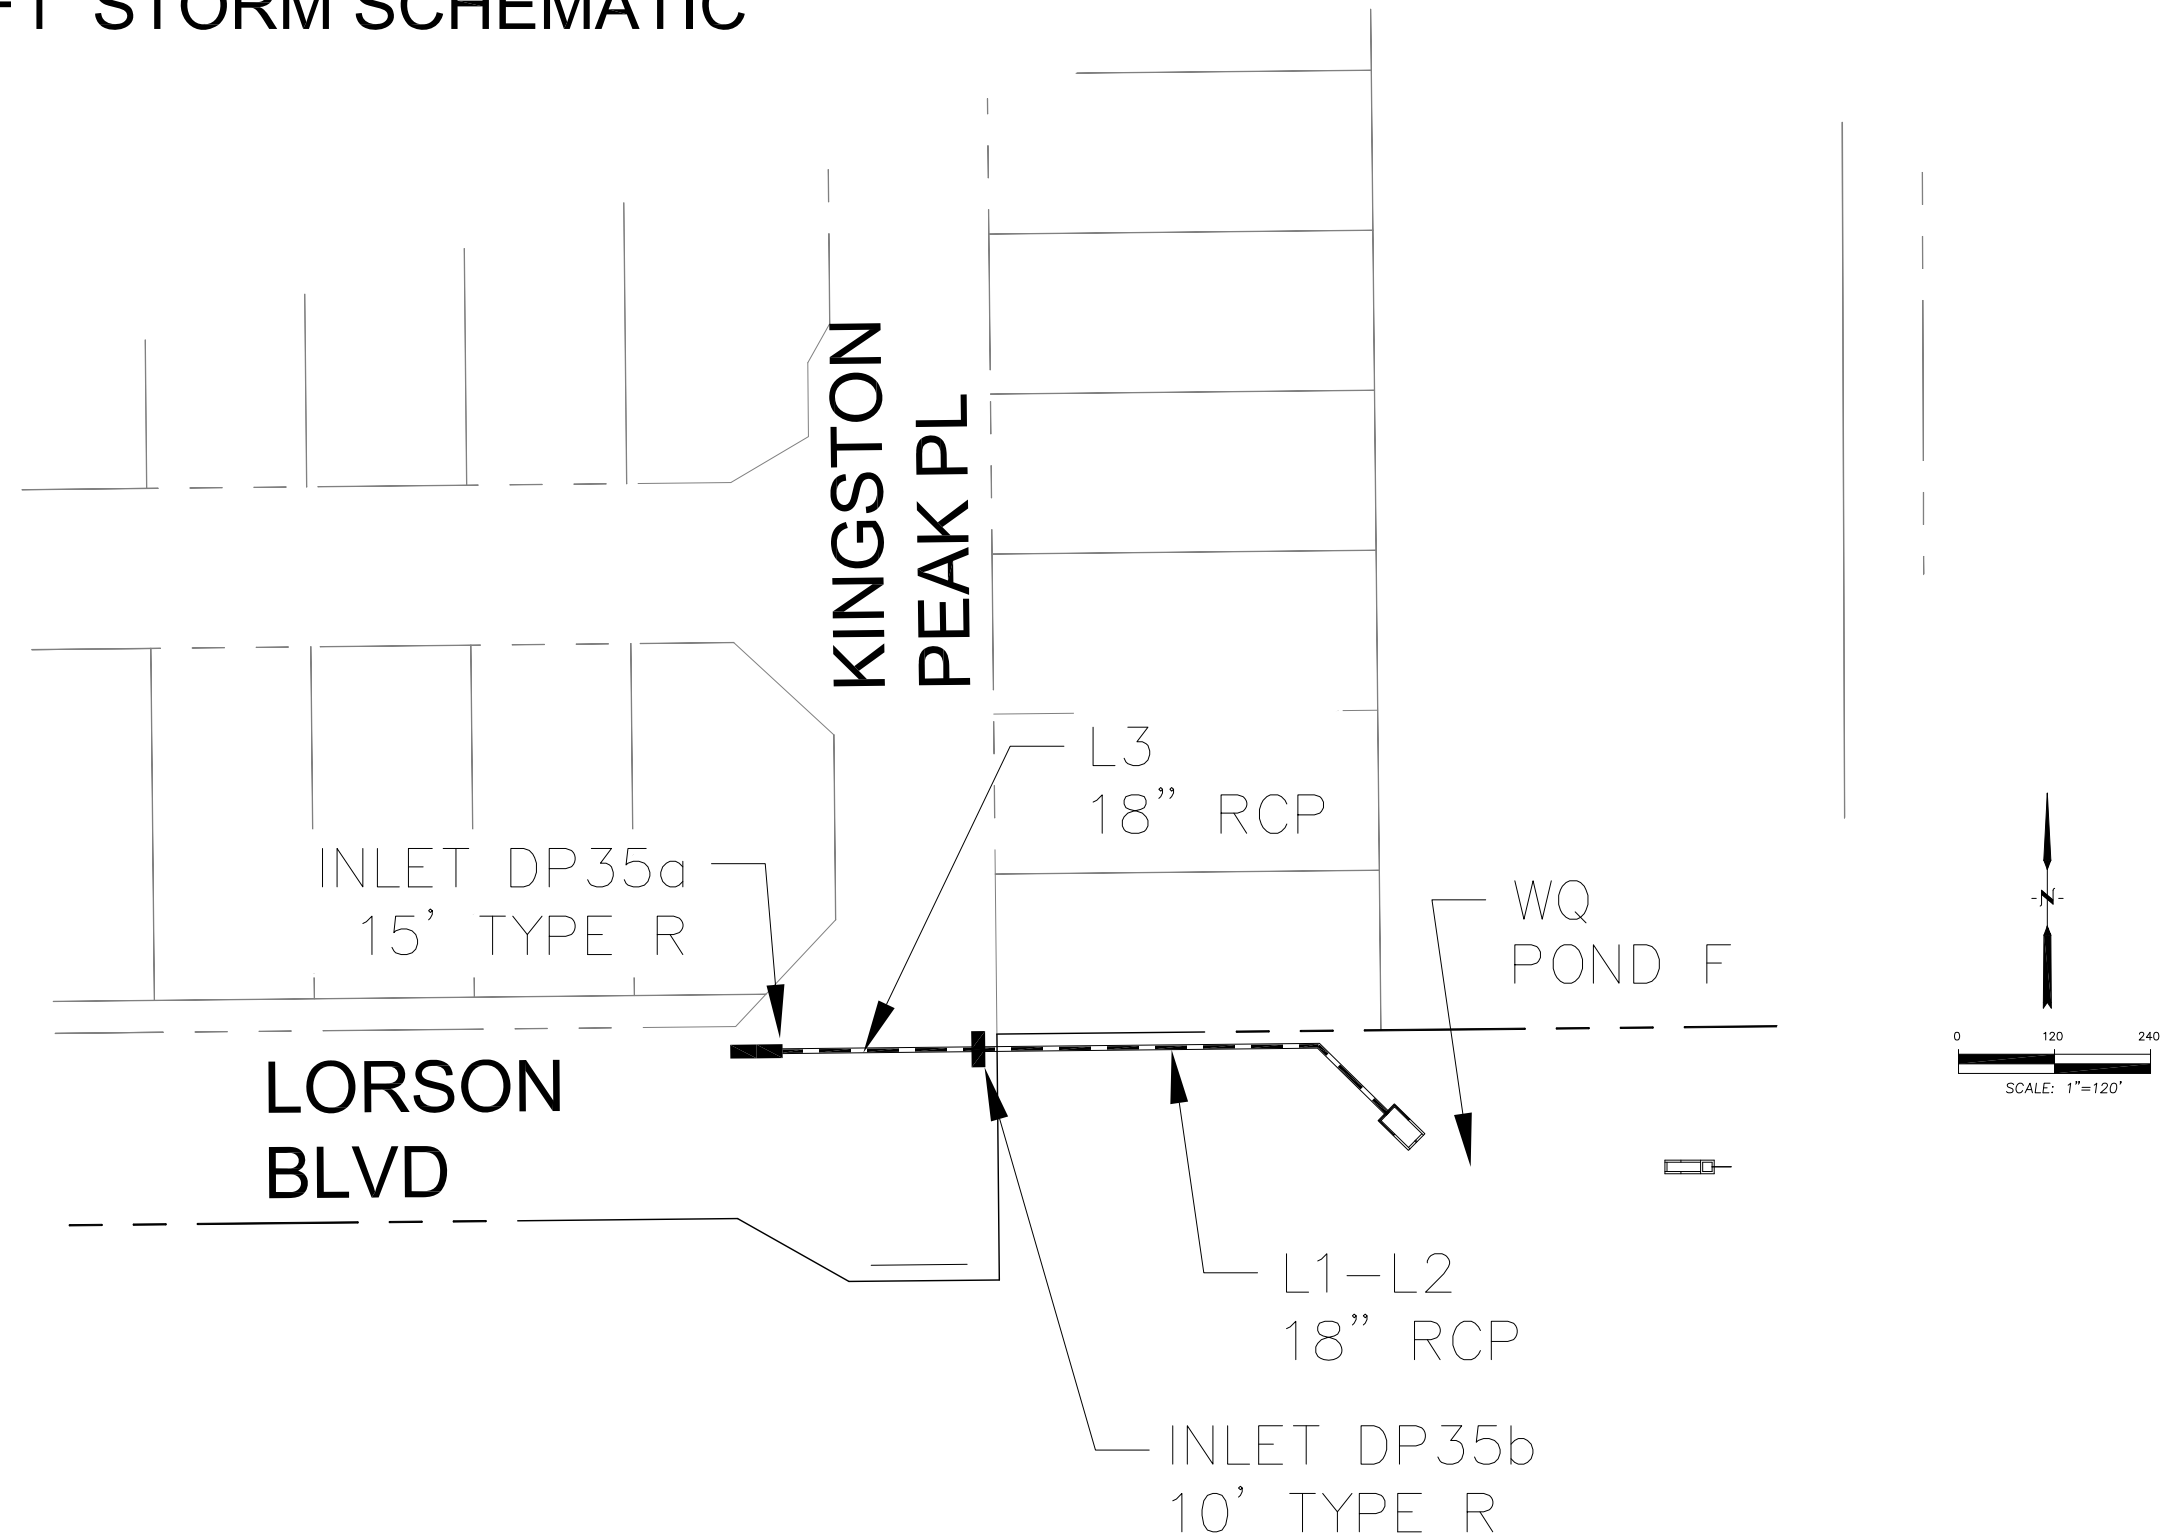 STORM SCHEMATIC
KINGSTON
PEAK PL
L3
18" RCP
INLET DP35a
15' TYPE R
WQ
POND F
N
0 120 240
SCALE: 1"=120'
LORSON
BLVD
L1-L2
18" RCP
INLET DP35b
10' TYPE R